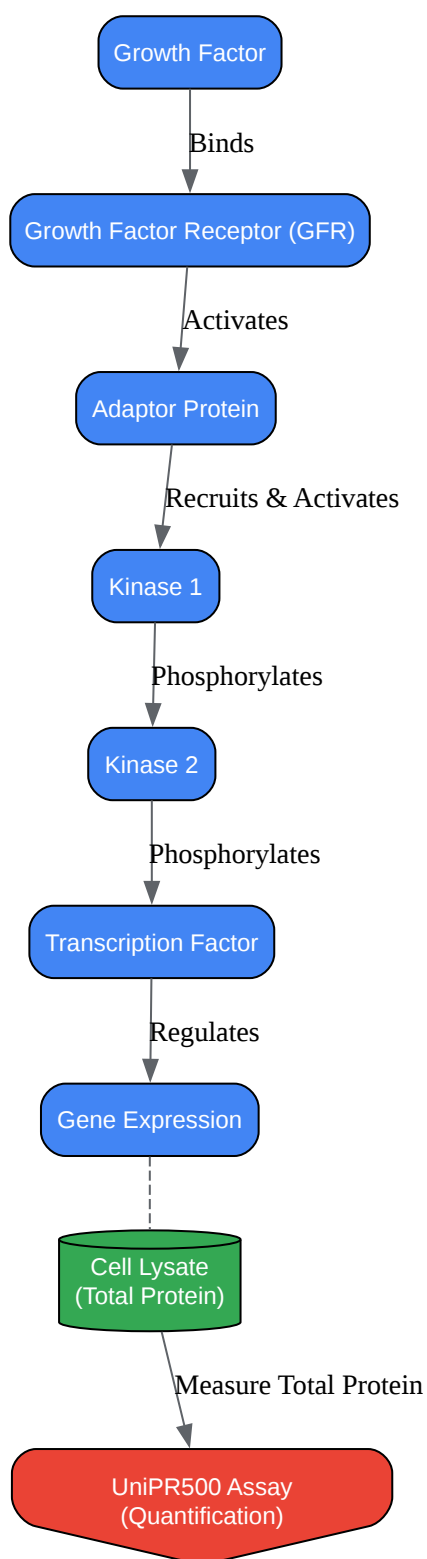 Growth Factor
Binds
Growth Factor Receptor (GFR)
Activates
Adaptor Protein
Recruits & Activates
Kinase 1
Phosphorylates
Kinase 2
Phosphorylates
Transcription Factor
Regulates
Gene Expression
Cell Lysate
(Total Protein)
Measure Total Protein
UniPR500 Assay
(Quantification)